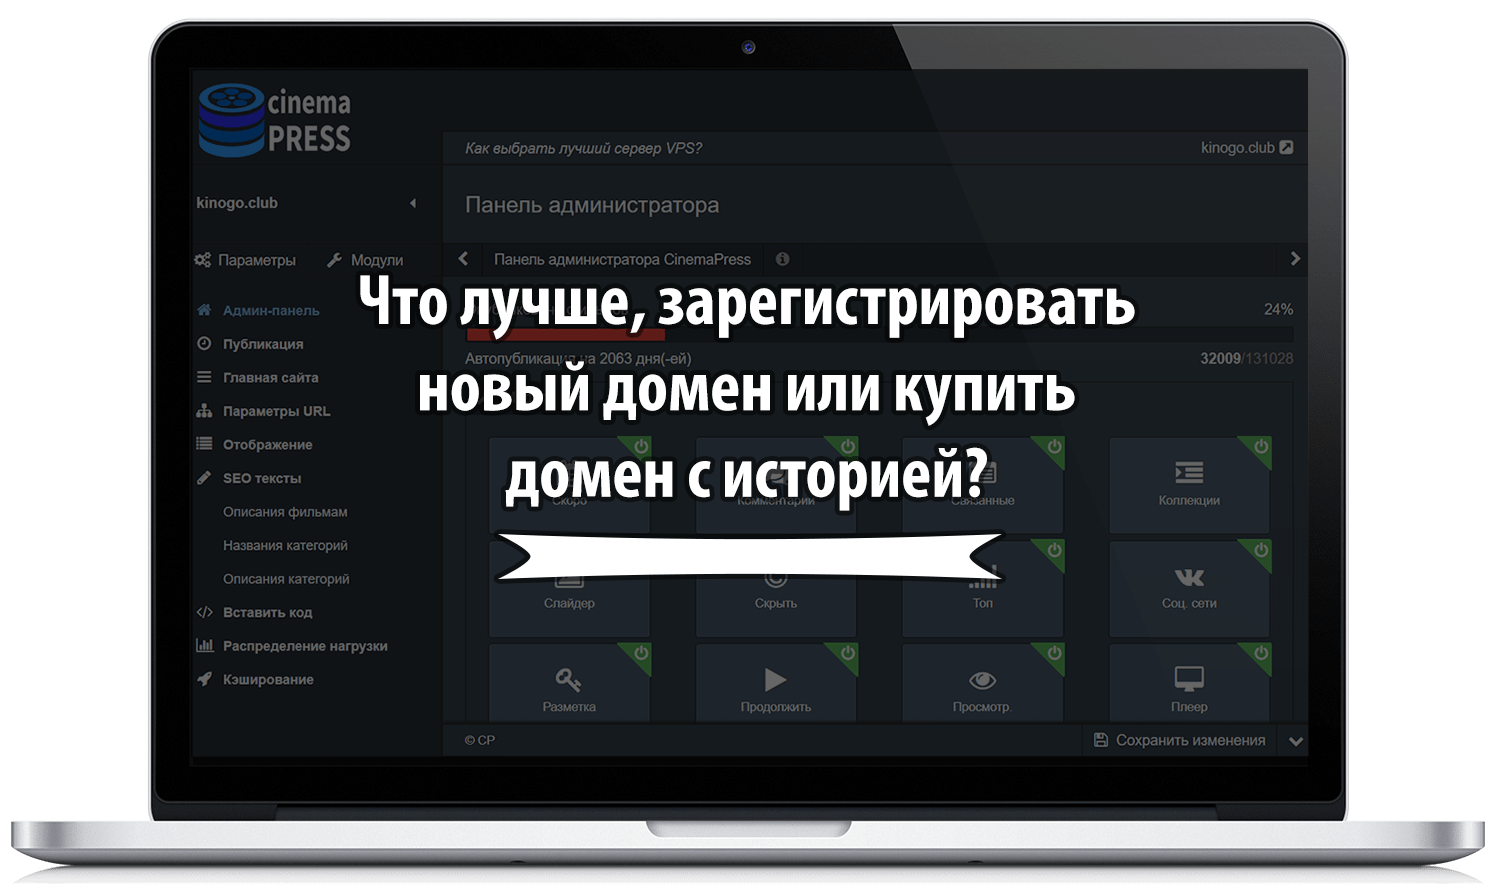 cinema
PRESS
Как выбрать лучший сервер VPS?
kinogo.club
kinogo.club
Панель администратора
Параметры
Модули
Панель администратора CinemaPress
Что лучше, зарегистрировать
новый домен или купить
домен с историей?
24%
Автопубликация на 2063 дня(-ей)
32009/131028
Админ-панель
Публикация
Главная сайта
Параметры URL
Отображение
SEO тексты
Описания фильмам
Названия категорий
Описания категорий
Вставить код
Распределение нагрузки
Кэширование
Скоро
Комментарии
Связанные
Коллекции
Слайдер
Скрыть
Топ
Соц. сети
Разметка
Продолжить
Просмотр.
Плеер
© CP
Сохранить изменения